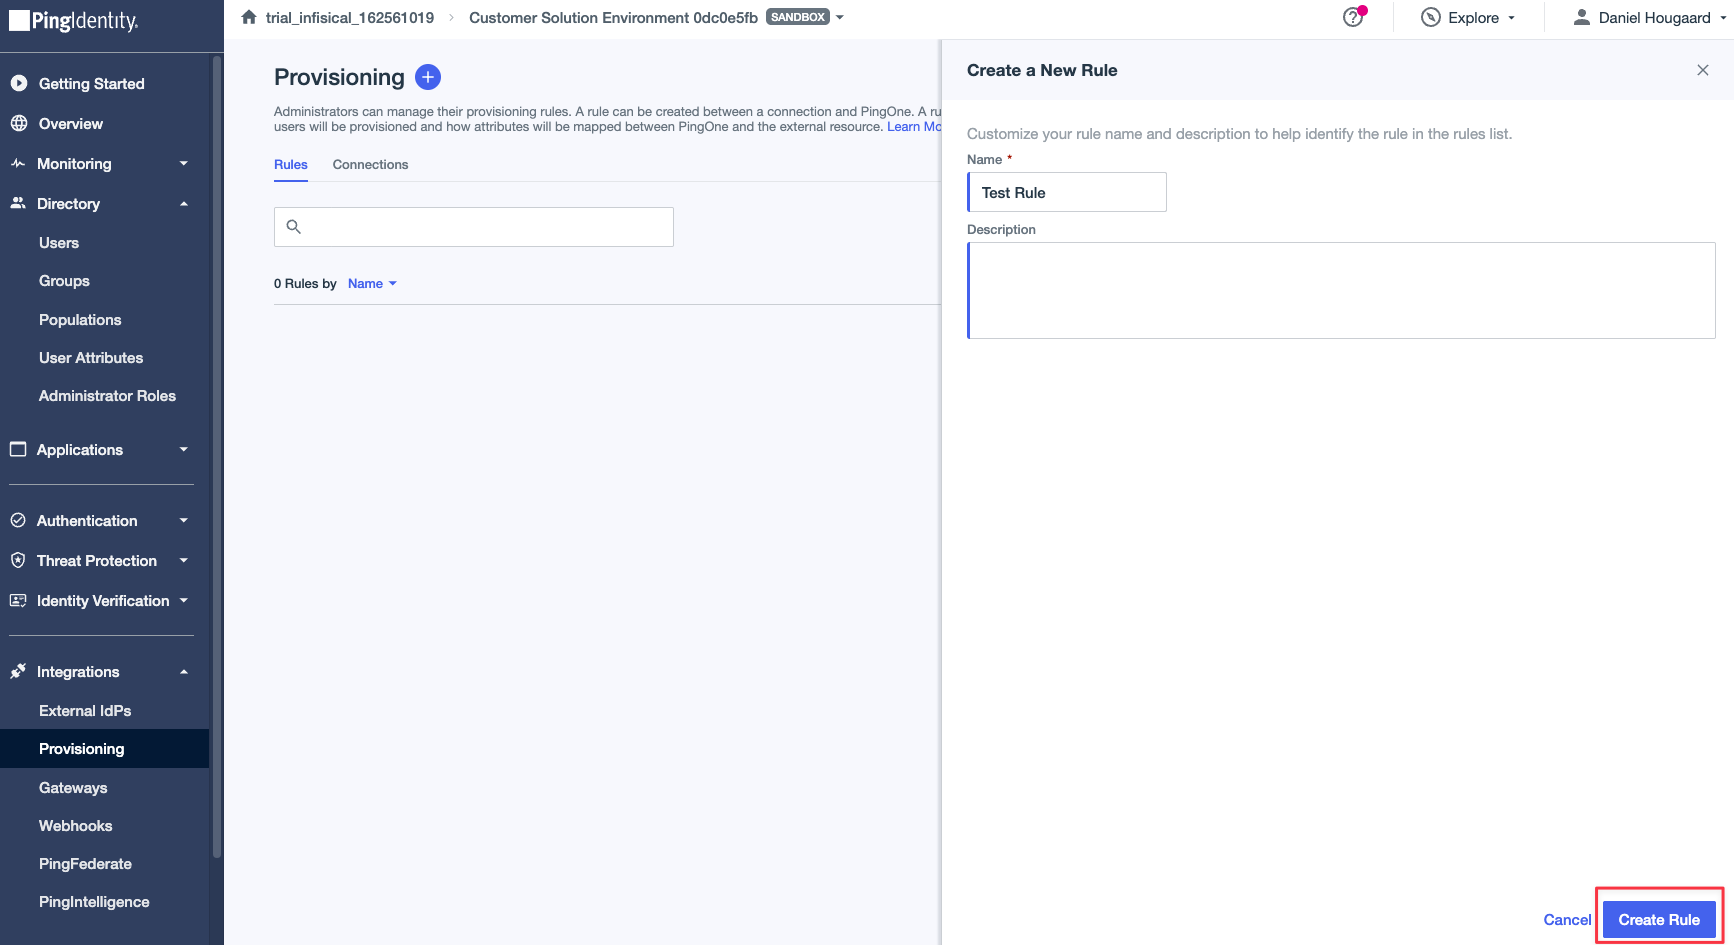 PingIdentity.
trial_infisical_162561019
Customer Solution Environment 0dc0e5fb
SANDBOX
Explore
Daniel Hougaard
Getting Started
Overview
Monitoring
Directory
Users
Groups
Populations
User Attributes
Administrator Roles
Applications
Authentication
Threat Protection
Identity Verification
Integrations
External IdPs
Provisioning
Gateways
Webhooks
PingFederate
PingIntelligence
Provisioning
Administrators can manage their provisioning rules. A rule can be created between a connection and PingOne. A ru
users will be provisioned and how attributes will be mapped between PingOne and the external resource. Learn Mo
Rules
Connections
0 Rules by Name
Create a New Rule
Customize your rule name and description to help identify the rule in the rules list.
Name *
Test Rule
Description
Cancel
Create Rule